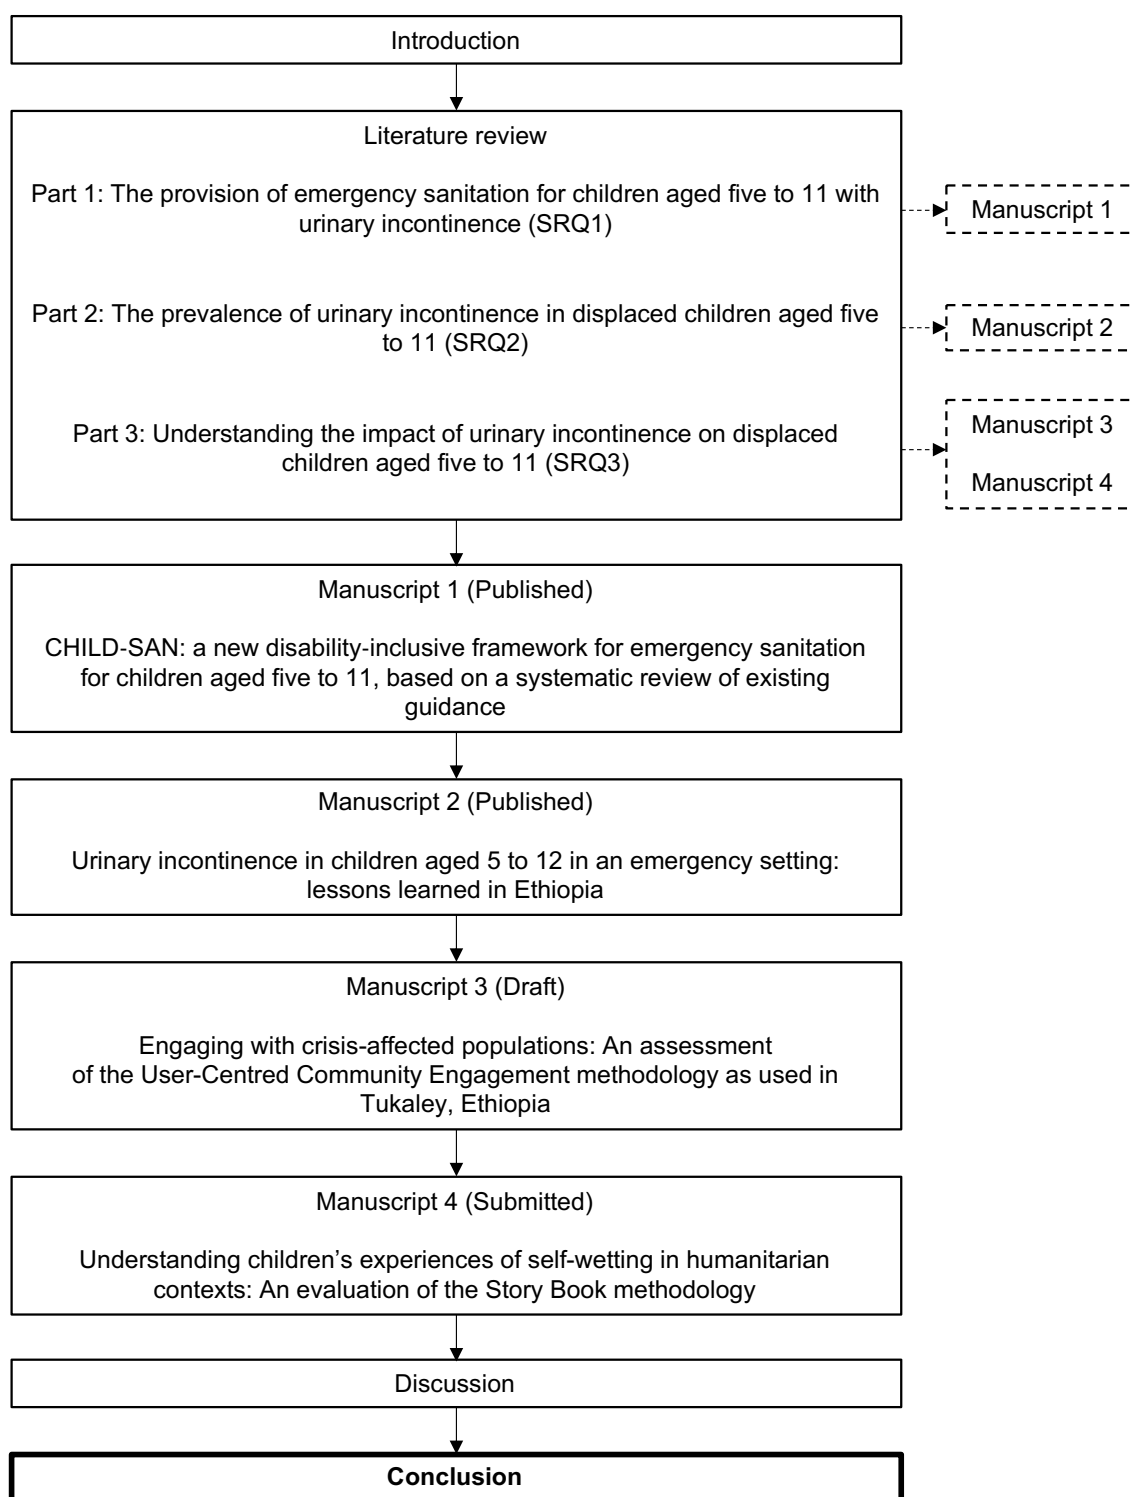 Introduction
Literature review
Part 1: The provision of emergency sanitation for children aged five to 11 with
urinary incontinence (SRQ1)
Manuscript 1
Part 2: The prevalence of urinary incontinence in displaced children aged five
to 11 (SRQ2)
Manuscript 2
Part 3: Understanding the impact of urinary incontinence on displaced
children aged five to 11 (SRQ3)
Manuscript 3
Manuscript 4
Manuscript 1 (Published)
CHILD-SAN: a new disability-inclusive framework for emergency sanitation
for children aged five to 11, based on a systematic review of existing
guidance
Manuscript 2 (Published)
Urinary incontinence in children aged 5 to 12 in an emergency setting:
lessons learned in Ethiopia
Manuscript 3 (Draft)
Engaging with crisis-affected populations: An assessment
of the User-Centred Community Engagement methodology as used in
Tukaley, Ethiopia
Manuscript 4 (Submitted)
Understanding children’s experiences of self-wetting in humanitarian
contexts: An evaluation of the Story Book methodology
Discussion
Conclusion